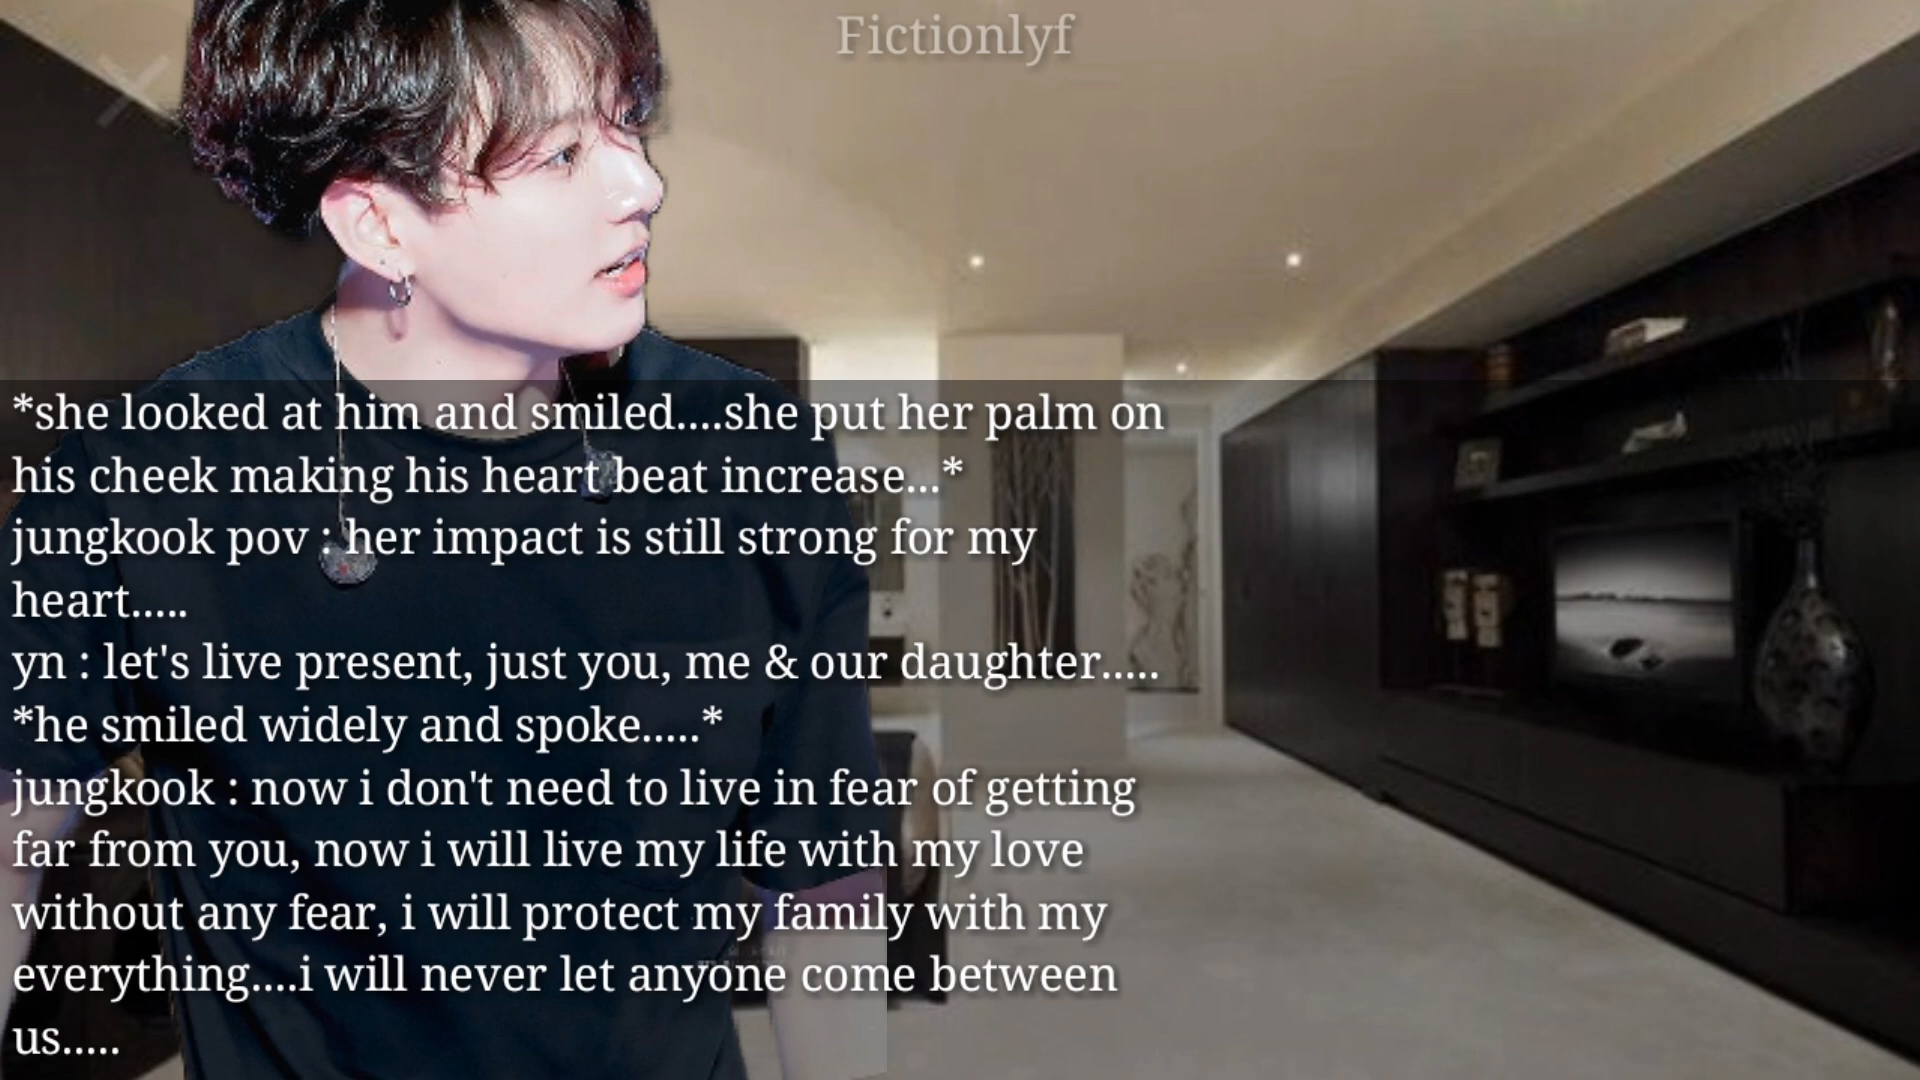 Fictionlyf
*she looked at him and smiled....she put her palm on
his cheek making his heart beat increase...*
jungkook pov : her impact is still strong for my
heart.....
yn : let's live present, just you, me & our daughter.....
*he smiled widely and spoke.....*
jungkook : now i don't need to live in fear of getting
far from you, now i will live my life with my love
without any fear, i will protect my family with my
everything....i will never let anyone come between
us.....